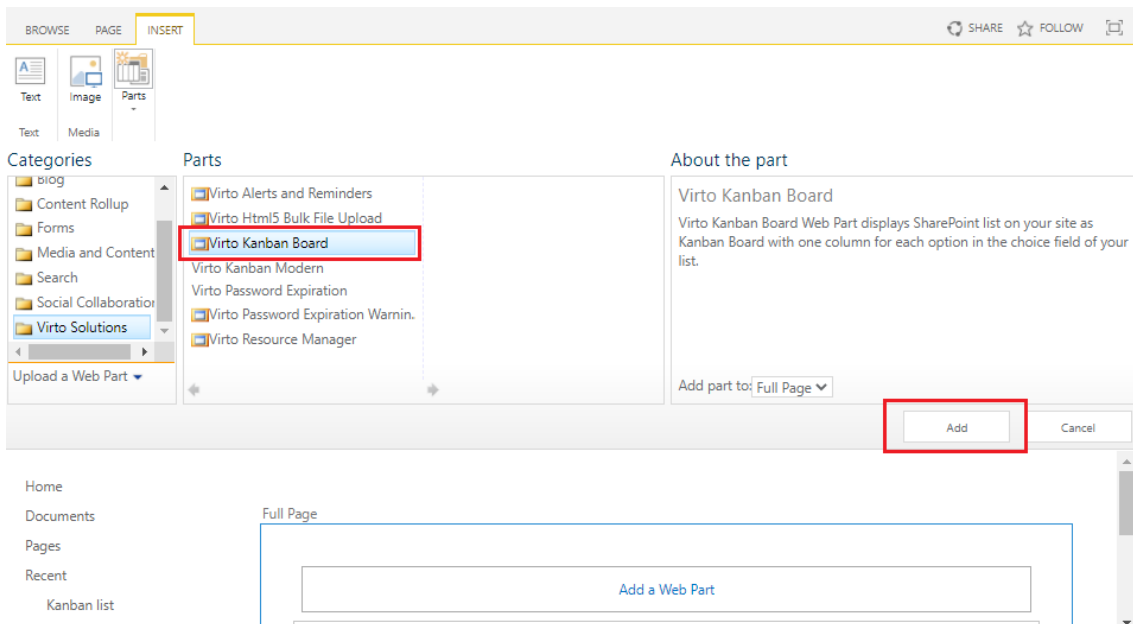 BROWSE PAGE INSERT SHARE FOLLOW
Text Image Parts
Text Media
Categories Parts About the part
Blog
Content Rollup
Forms
Media and Content
Search
Social Collaboration
Virto Solutions
Upload a Web Part
Virto Alerts and Reminders
Virto Html5 Bulk File Upload
Virto Kanban Board
Virto Kanban Modern
Virto Password Expiration
Virto Password Expiration Warnin.
Virto Resource Manager
Virto Kanban Board
Virto Kanban Board Web Part displays SharePoint list on your site as
Kanban Board with one column for each option in the choice field of your
list.
Add part to: Full Page
Add Cancel
Home
Documents
Pages
Recent
Kanban list
Full Page
Add a Web Part